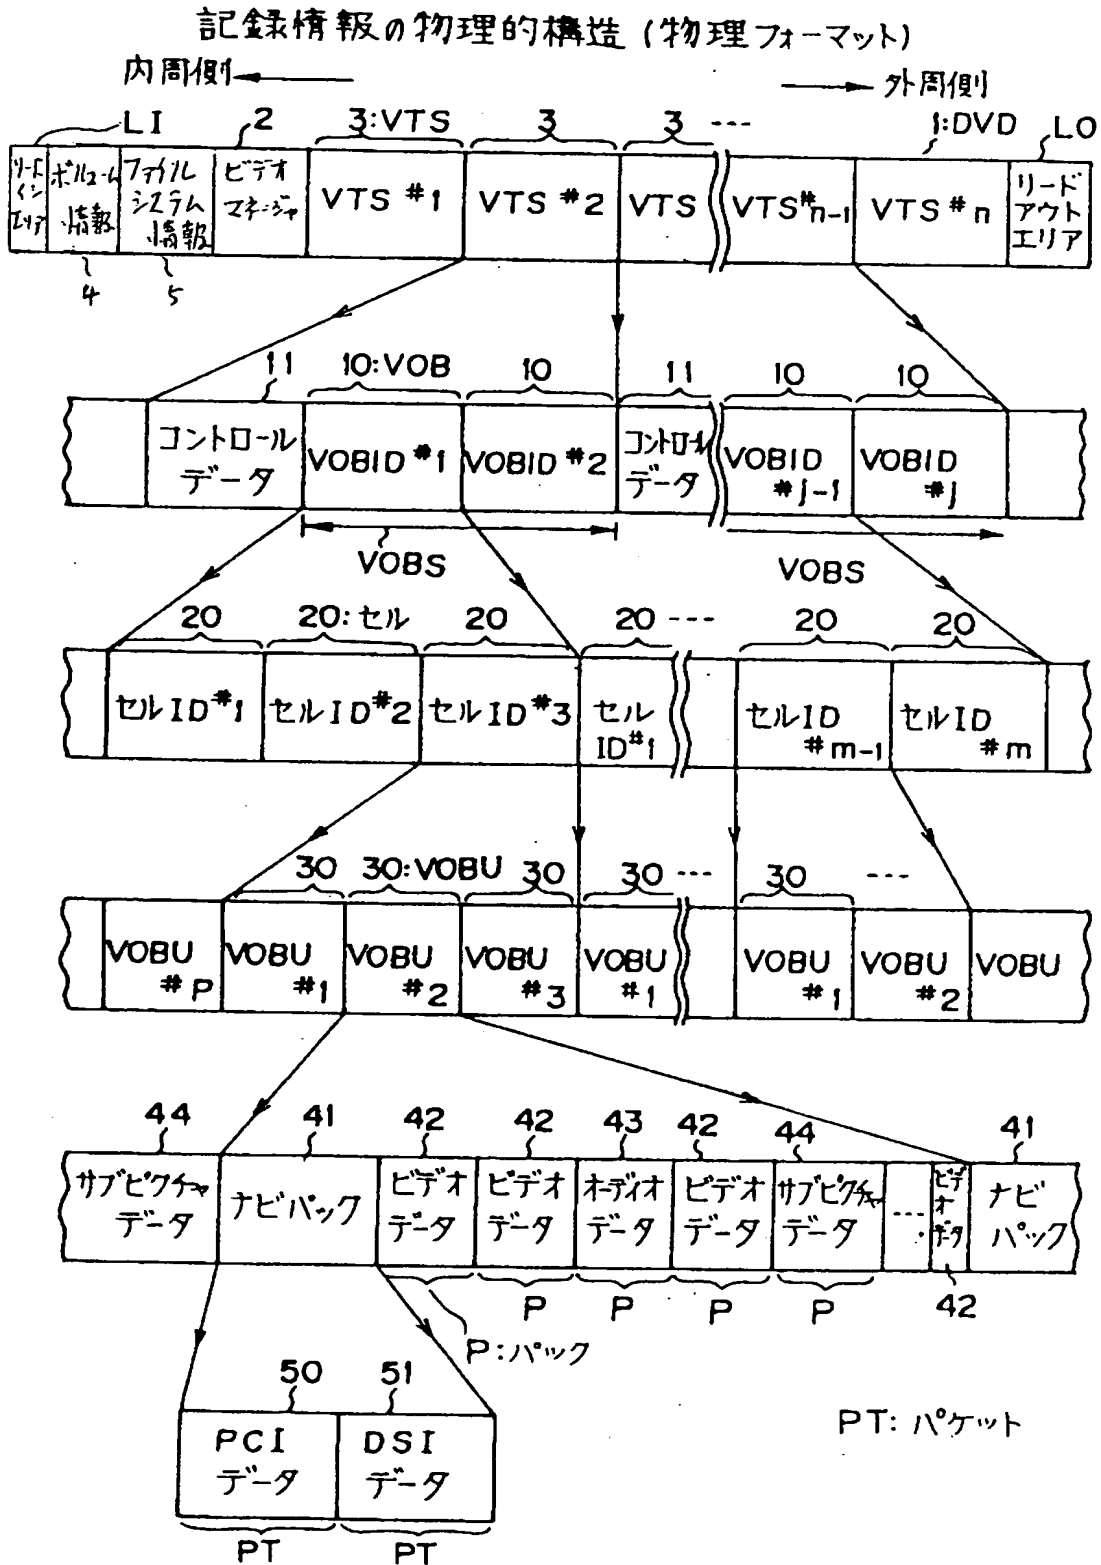 記録情報の物理的構造(物理フォーマット)
内周側
外周側
LI
2
3:VTS
3
3
---
1:DVD
LO
リードインエリア
ボリューム情報
ファイルシステム情報
ビデオマネージャ
VTS #1
VTS #2
VTS
VTS#n-1
VTS #n
リードアウトエリア
4
5
11
10:VOB
10
11
10
10
コントロールデータ
VOBID #1
VOBID #2
コントロールデータ
VOBID #j-1
VOBID #j
VOBS
VOBS
20
20:セル
20
20
---
20
20
セルID#1
セルID#2
セルID#3
セルID#1
セルID #m-1
セルID #m
30
30:VOBU
30
30
---
30
----
VOBU #P
VOBU #1
VOBU #2
VOBU #3
VOBU #1
VOBU #1
VOBU #2
VOBU
44
41
42
42
43
42
44
41
サブピクチャデータ
ナビパック
ビデオデータ
ビデオデータ
オーディオデータ
ビデオデータ
サブピクチャデータ
----
ビデオデータ
ナビパック
P
P
P
P
42
P:パック
50
51
PCIデータ
DSIデータ
PT:パケット
PT
PT